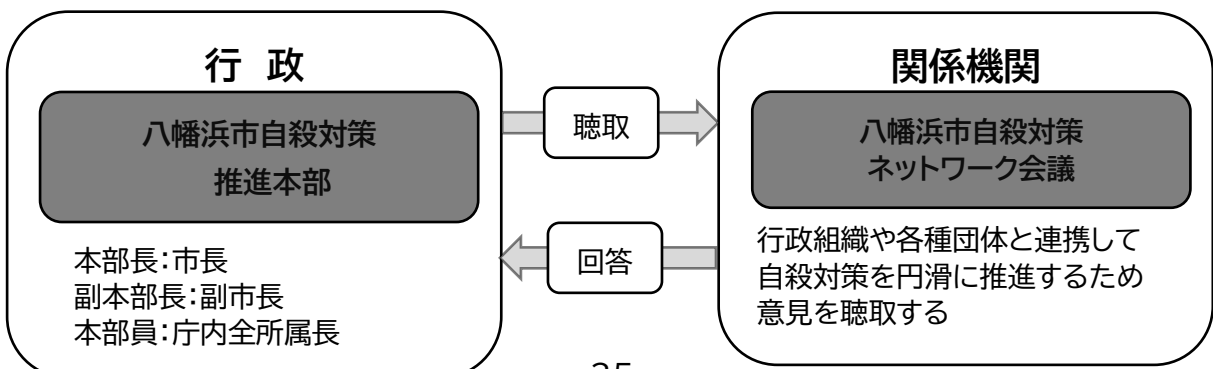 行 政
八幡浜市自殺対策
推進本部
本部長:市長
副本部長:副市長
本部員:庁内全所属長
聴取
回答
関係機関
八幡浜市自殺対策
ネットワーク会議
行政組織や各種団体と連携して
自殺対策を円滑に推進するため
意見を聴取する